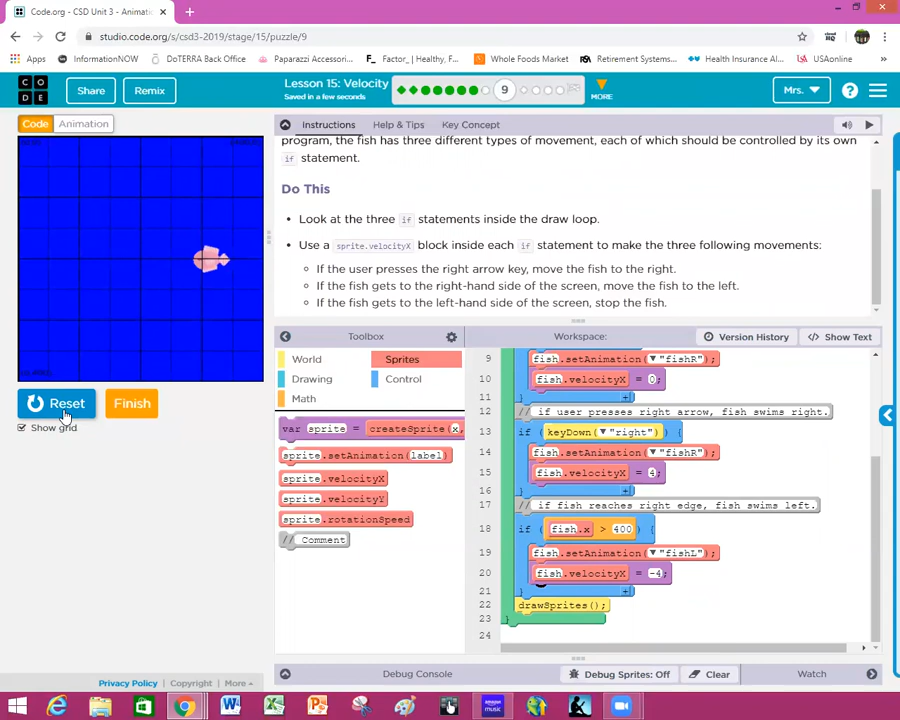 Code.org - CSD Unit 3 - Animatio
studio.code.org/s/csd3-2019/stage/15/puzzle/9
Apps InformationNOW DoTERRA Back Office Paparazzi Accessori... Factor_ | Healthy, F... Whole Foods Market Retirement Systems... Health Insurance Al... USAonline
CODE Share Remix Lesson 15: Velocity 9 MORE Mrs.
Saved in a few seconds
Code Animation Instructions Help & Tips Key Concept
program, the fish has three different types of movement, each of which should be controlled by its own
if statement.
Do This
Look at the three if statements inside the draw loop.
Use a sprite.velocityX block inside each if statement to make the three following movements:
If the user presses the right arrow key, move the fish to the right.
If the fish gets to the right-hand side of the screen, move the fish to the left.
If the fish gets to the left-hand side of the screen, stop the fish.
Toolbox Workspace: Version History Show Text
World Sprites
Drawing Control
Math
var sprite = createSprite(x,
sprite.setAnimation(label)
sprite.velocityX
sprite.velocityY
sprite.rotationSpeed
// Comment
9 fish.setAnimation("fishR");
10 fish.velocityX = 0;
11 }
12 // if user presses right arrow, fish swims right.
13 if (keyDown("right")) {
14 fish.setAnimation("fishR");
15 fish.velocityX = 4;
16 }
17 // if fish reaches right edge, fish swims left.
18 if (fish.x > 400) {
19 fish.setAnimation("fishL");
20 fish.velocityX = -4;
21 }
22 drawSprites();
23 }
24
Reset Finish
Show grid
Debug Console Debug Sprites: Off Clear Watch
Privacy Policy | Copyright | More